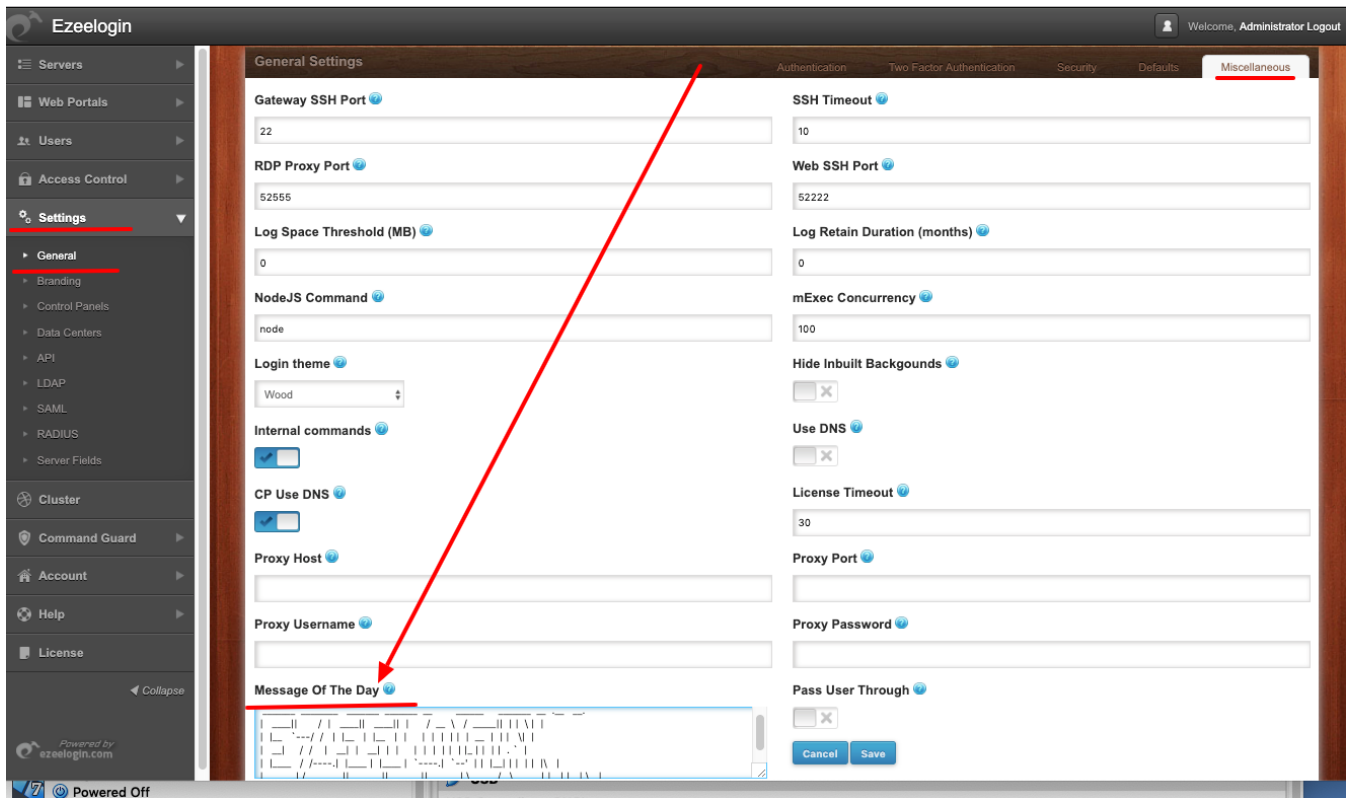 Ezeelogin
Welcome, Administrator Logout
Servers
Web Portals
Users
Access Control
Settings
General
Branding
Control Panels
Data Centers
API
LDAP
SAML
RADIUS
Server Fields
Cluster
Command Guard
Account
Help
License
Collapse
Powered by
ezeelogin.com
General Settings
Authentication
Two Factor Authentication
Security
Defaults
Miscellaneous
Gateway SSH Port
22
SSH Timeout
10
RDP Proxy Port
52555
Web SSH Port
52222
Log Space Threshold (MB)
0
Log Retain Duration (months)
0
NodeJS Command
node
mExec Concurrency
100
Login theme
Wood
Hide Inbuilt Backgounds
Internal commands
Use DNS
CP Use DNS
License Timeout
30
Proxy Host
Proxy Port
Proxy Username
Proxy Password
Message Of The Day
Pass User Through
Cancel
Save
7
Powered Off